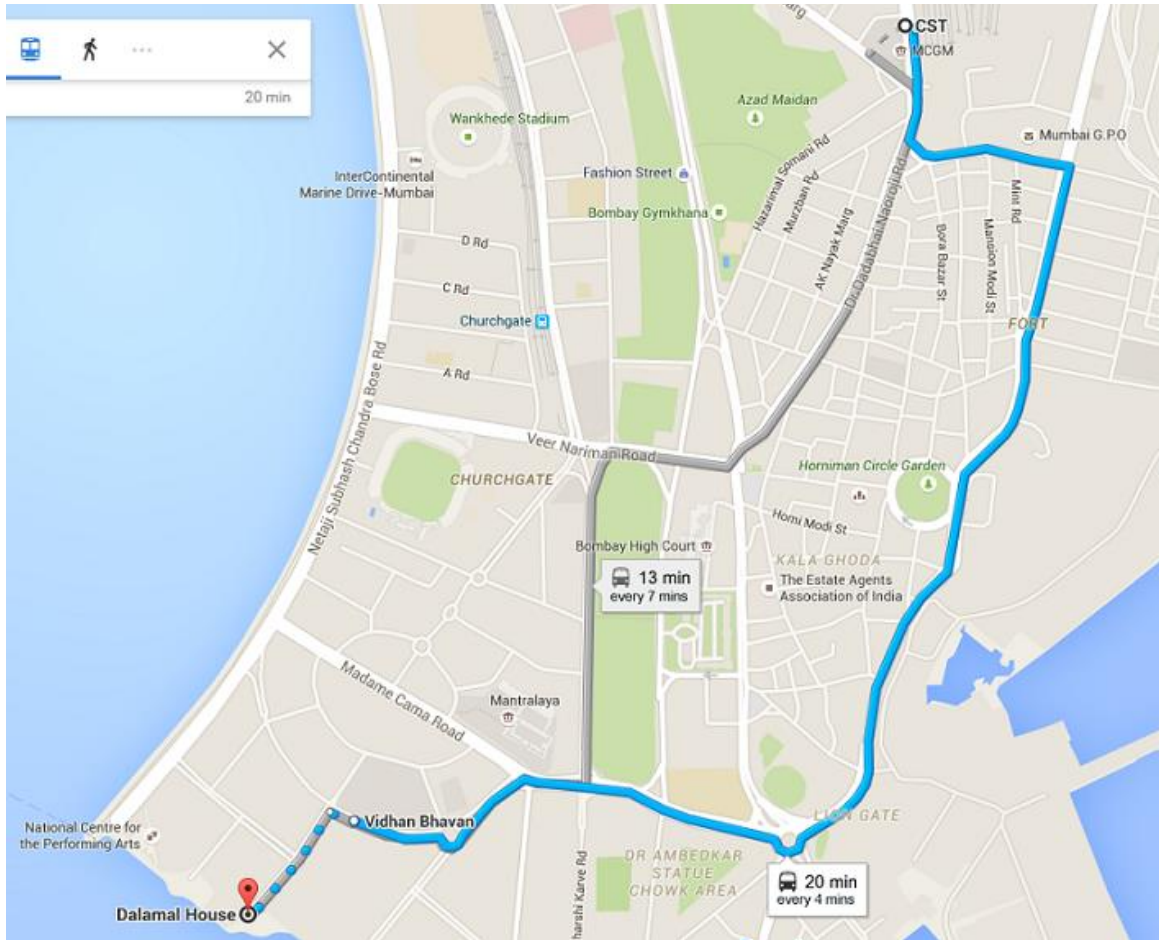 20 min
arg
CST
MCGM
Azad Maidan
Wankhede Stadium
Mumbai G.P.O
InterContinental
Marine Drive-Mumbai
Fashion Street
Hazarimal Somani Rd
Murzban Rd
Bombay Gymkhana
AK Nayak Marg
Dr Dadabhai Naoroji Rd
Mint Rd
Mansion Modi St
Bora Bazar St
D Rd
C Rd
Churchgate
FORT
A Rd
Netaji Subhash Chandra Bose Rd
Veer Nariman Road
CHURCHGATE
Horniman Circle Garden
Homi Modi St
Bombay High Court
KALA GHODA
13 min
every 7 mins
The Estate Agents
Association of India
Madame Cama Road
Mantralaya
LION GATE
Vidhan Bhavan
National Centre for
the Performing Arts
DR AMBEDKAR
STATUE
CHOWK AREA
20 min
every 4 mins
harshi Karve Rd
Dalamal House